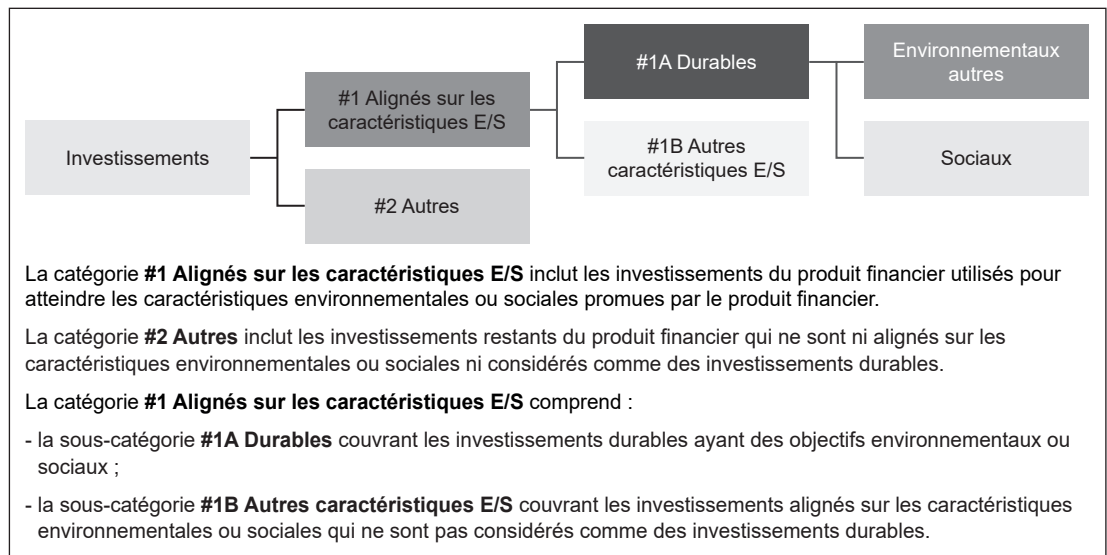 #1A Durables
Environnementaux
autres
#1 Alignés sur les
caractéristiques E/S
Investissements
#1B Autres
caractéristiques E/S
Sociaux
#2 Autres
La catégorie #1 Alignés sur les caractéristiques E/S inclut les investissements du produit financier utilisés pour
atteindre les caractéristiques environnementales ou sociales promues par le produit financier.
La catégorie #2 Autres inclut les investissements restants du produit financier qui ne sont ni alignés sur les
caractéristiques environnementales ou sociales ni considérés comme des investissements durables.
La catégorie #1 Alignés sur les caractéristiques E/S comprend :
- la sous-catégorie #1A Durables couvrant les investissements durables ayant des objectifs environnementaux ou
sociaux ;
- la sous-catégorie #1B Autres caractéristiques E/S couvrant les investissements alignés sur les caractéristiques
environnementales ou sociales qui ne sont pas considérés comme des investissements durables.